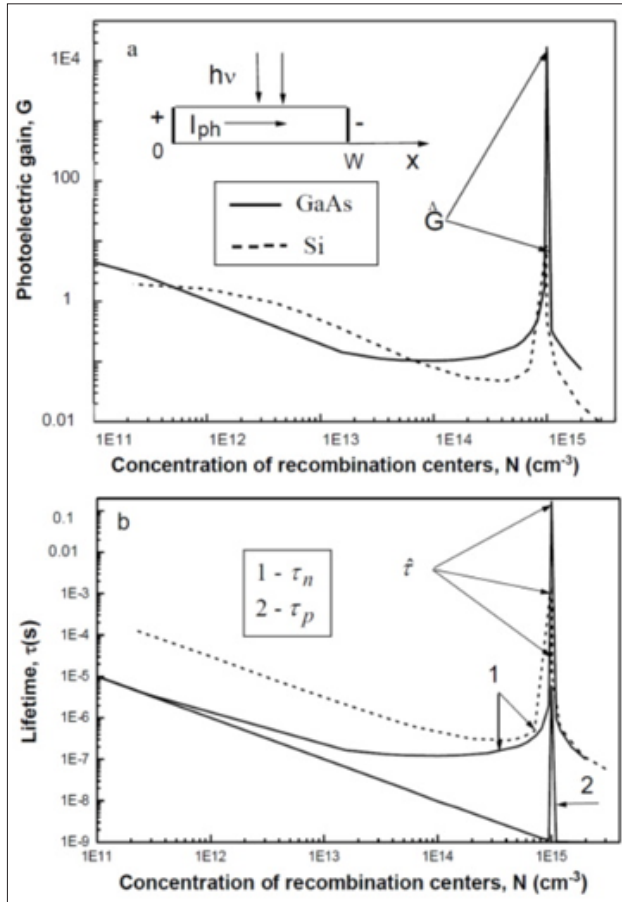 a
1E4
100
1
0.01
Photoelectric gain, G
hν
+ I_ph -
0 W x
GaAs
Si
Ĝ
1E11 1E12 1E13 1E14 1E15
Concentration of recombination centers, N (cm⁻³)
b
0.1
0.01
1E-3
1E-4
1E-5
1E-6
1E-7
1E-8
1E-9
Lifetime, τ(s)
1 - τ_n
2 - τ_p
τ̂
1
2
1E11 1E12 1E13 1E14 1E15
Concentration of recombination centers, N (cm⁻³)